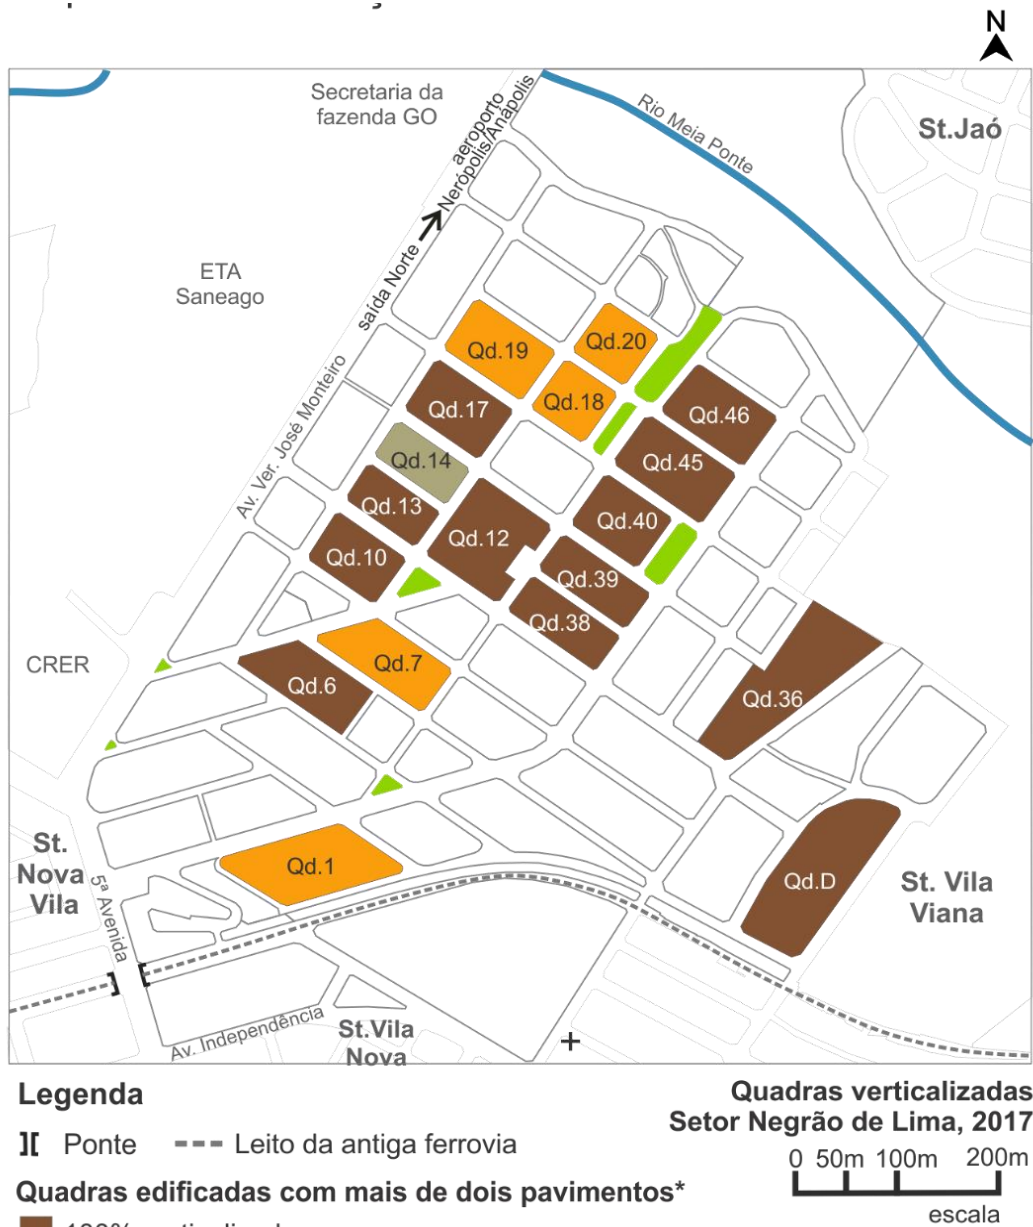 N
Secretaria da
fazenda GO
aeroporto
Nerópolis/Anápolis
Rio Meia Ponte
St.Jaó
ETA
Saneago
saída Norte
Av. Ver. José Monteiro
Qd.19
Qd.20
Qd.17
Qd.18
Qd.46
Qd.14
Qd.45
Qd.13
Qd.40
Qd.12
Qd.10
Qd.39
Qd.38
CRER
Qd.7
Qd.6
Qd.36
St.
Nova
Vila
Qd.1
Qd.D
St. Vila
Viana
5ª Avenida
Av. Independência
St.Vila
Nova
Legenda
Quadras verticalizadas
Setor Negrão de Lima, 2017
Ponte
Leito da antiga ferrovia
0 50m 100m 200m
escala
Quadras edificadas com mais de dois pavimentos*